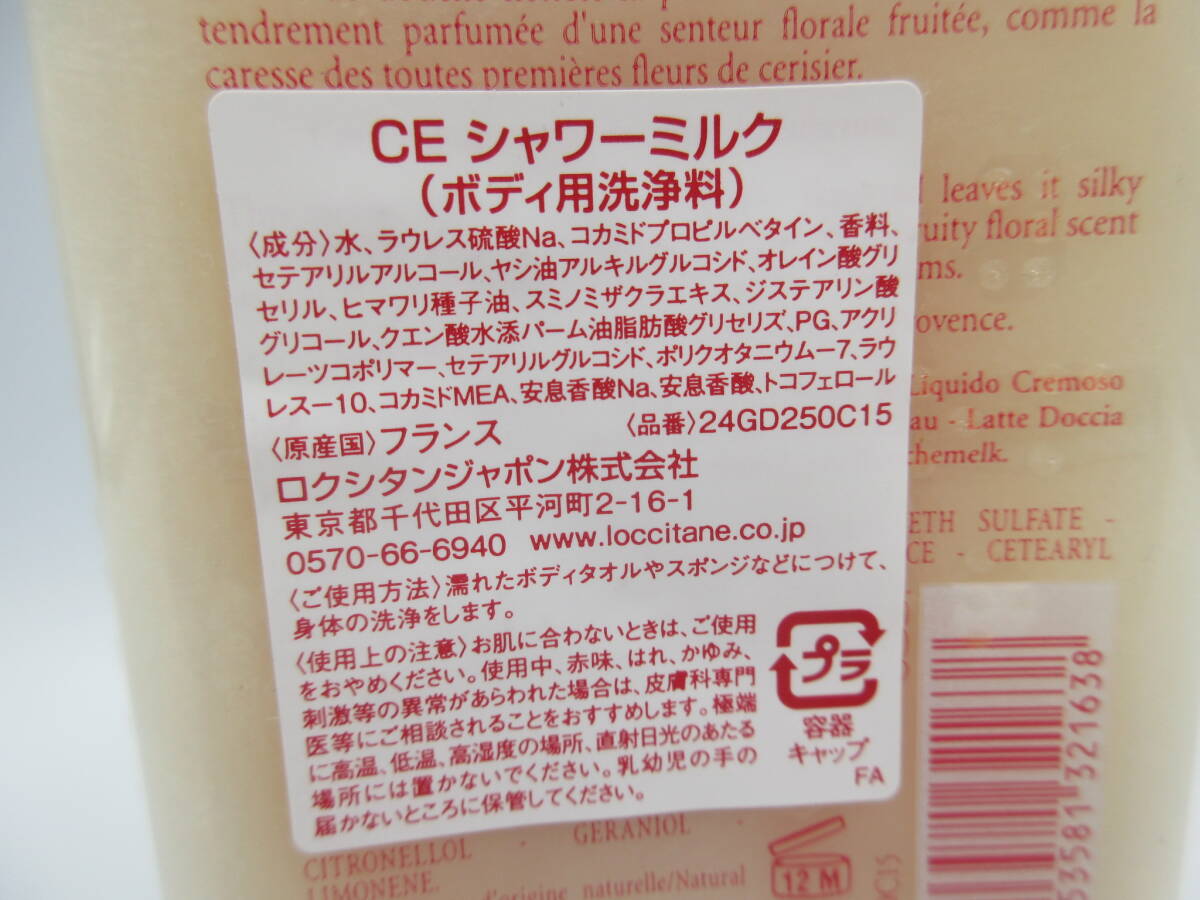 tendrement parfumée d'une senteur florale fruitée, comme la
caresse des toutes premières fleurs de cerisier.
CE シャワーミルク
(ボディ用洗浄料)
〈成分〉水、ラウレス硫酸Na、コカミドプロピルベタイン、香料、
セテアリルアルコール、ヤシ油アルキルグルコシド、オレイン酸グリ
セリル、ヒマワリ種子油、スミノミザクラエキス、ジステアリン酸
グリコール、クエン酸水添パーム油脂肪酸グリセリズ、PG、アクリ
レーツコポリマー、セテアリルグルコシド、ポリクオタニウムー7、ラウ
レスー10、コカミドMEA、安息香酸Na、安息香酸、トコフェロール
〈原産国〉フランス 〈品番〉24GD250C15
ロクシタンジャポン株式会社
東京都千代田区平河町2-16-1
0570-66-6940 www.loccitane.co.jp
〈ご使用方法〉濡れたボディタオルやスポンジなどにつけて、
身体の洗浄をします。
〈使用上の注意〉お肌に合わないときは、ご使用
をおやめください。使用中、赤味、はれ、かゆみ、
刺激等の異常があらわれた場合は、皮膚科専門
医等にご相談されることをおすすめします。極端
に高温、低温、高湿度の場所、直射日光のあたる
場所には置かないでください。乳幼児の手の
届かないところに保管してください。
プラ
容器
キャップ
FA
leaves it silky
ruity floral scent
ms.
ovence.
Liquido Cremoso
au - Latte Doccia
chemelk.
ETH SULFATE -
CE - CETEARYL
CITRONELLOL - GERANIOL
LIMONENE.
d'origine naturelle/Natural
12 M